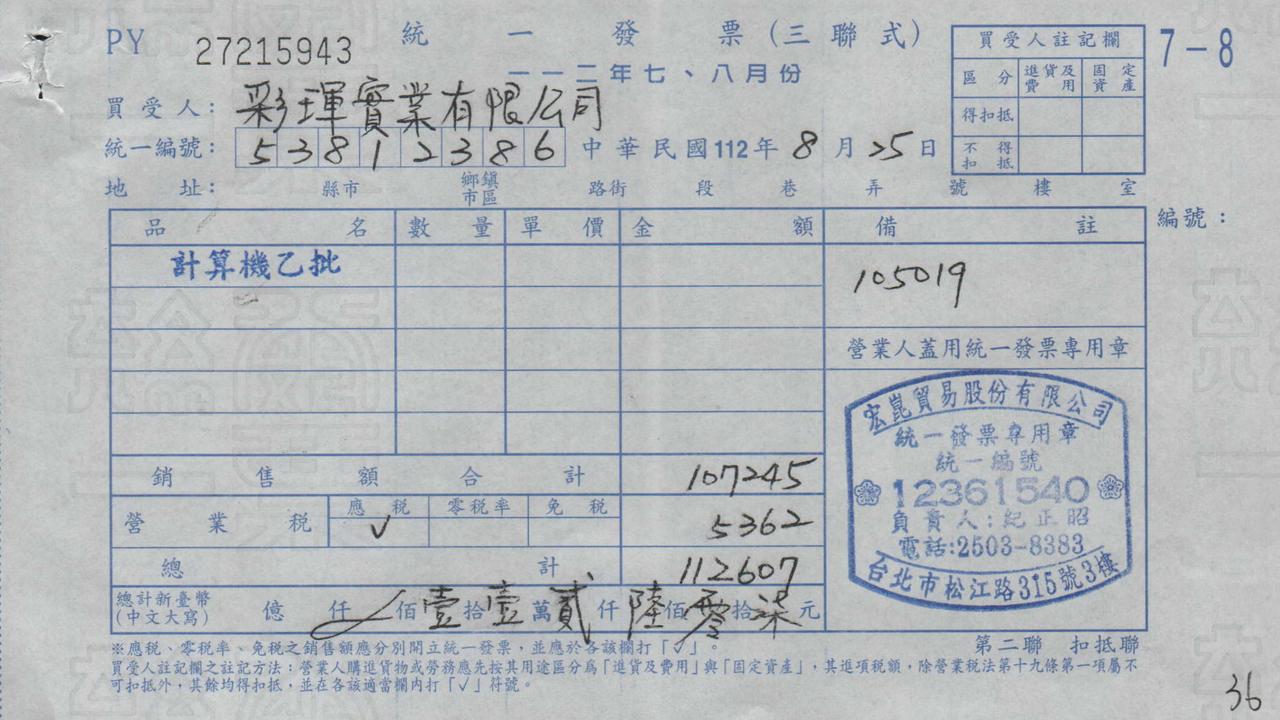 PY 27215943 統一發票(三聯式) 7-8
一一二年七、八月份
買受人註記欄
區分 進貨及費用 固定資產
得扣抵
不得扣抵
買受人: 彩琿實業有限公司
統一編號: 53812386 中華民國112年8月25日
地址: 縣市 鄉鎮市區 路街 段 巷 弄 號 樓 室
品名 數量 單價 金額 備註 編號:
計算機乙批 105019
營業人蓋用統一發票專用章
宏崑貿易股份有限公司
統一發票專用章
統一編號
12361540
負責人:紀正昭
電話:2503-8383
台北市松江路315號3樓
銷售額合計 107245
營業稅 應稅 零稅率 免稅 5362
✓
總計 112607
總計新臺幣(中文大寫) 億 仟 佰 壹 拾 壹 萬 貳 仟 陸 佰 零 拾 柒 元
※應稅、零稅率、免稅之銷售額應分別開立統一發票,並應於各該欄打「✓」。 第二聯 扣抵聯
買受人註記欄之註記方法:營業人購進貨物或勞務應先按其用途區分為「進貨及費用」與「固定資產」,其進項稅額,除營業稅法第十九條第一項屬不
可扣抵外,其餘均得扣抵,並在各該適當欄內打「✓」符號。
36